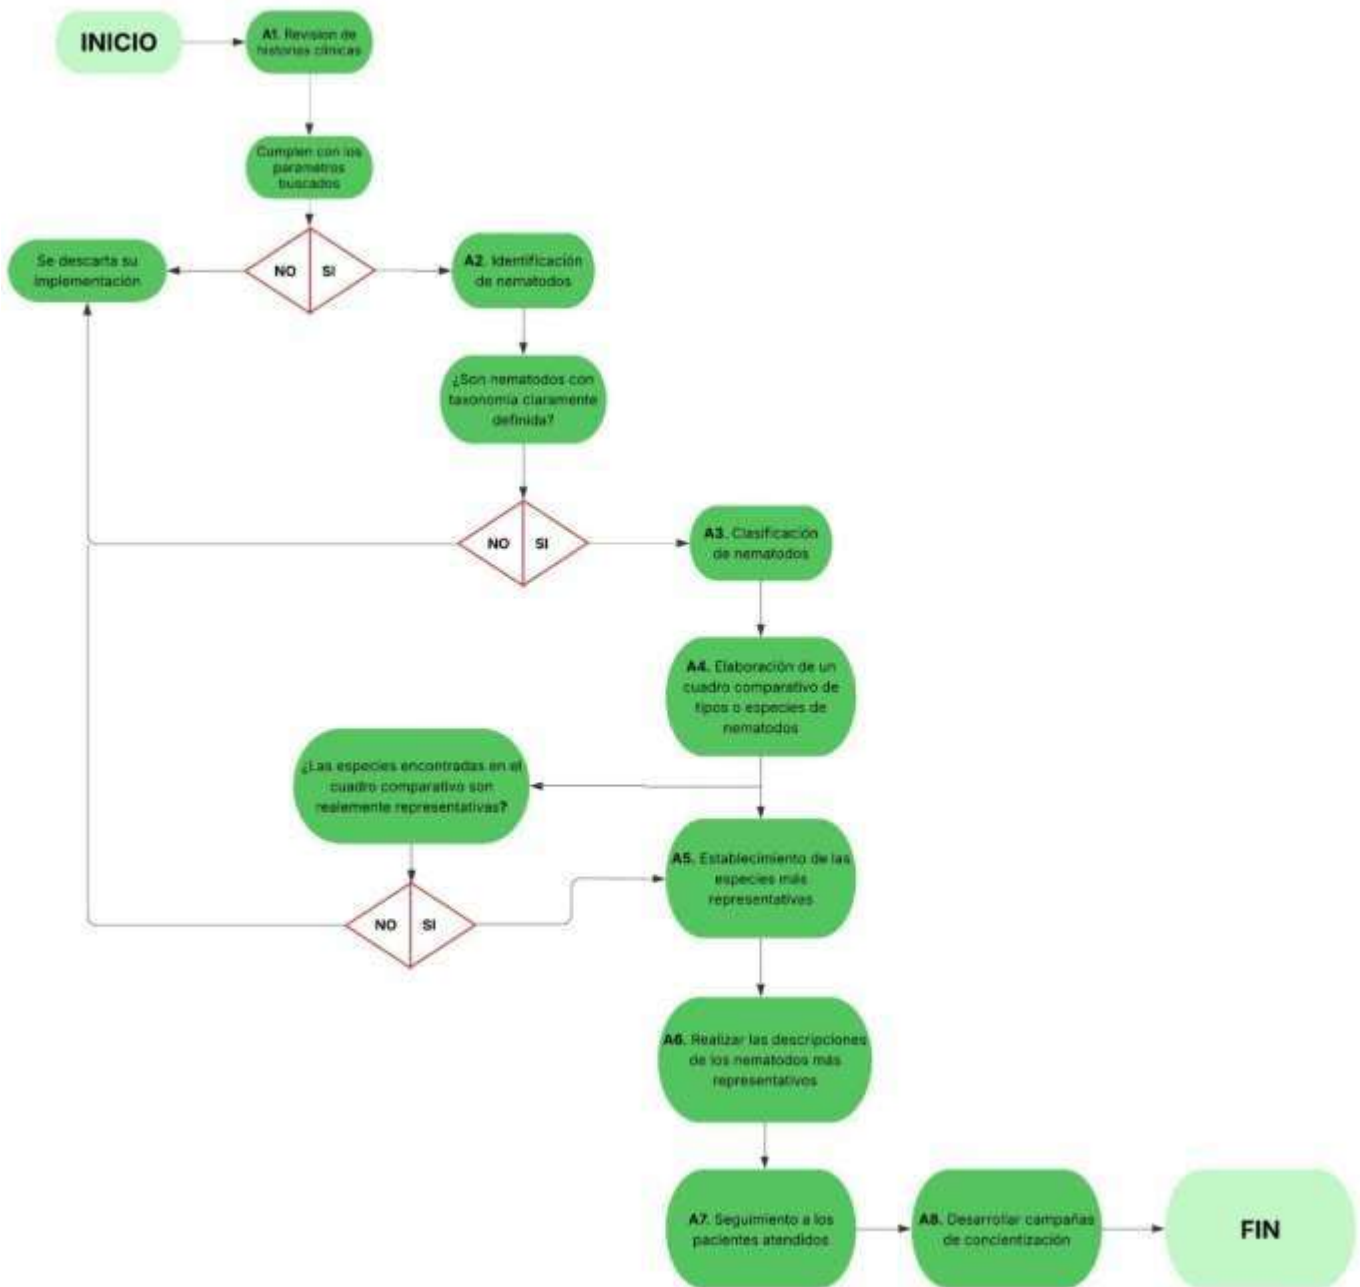 INICIO
A1. Revision de
historias clinicas
Cumplen con los
parametros
buscados
NO
SI
Se descarta su
implementación
A2. Identificación
de nematodos
¿Son nematodos con
taxonomía claramente
definida?
NO
SI
A3. Clasificación
de nematodos
A4. Elaboración de un
cuadro comparativo de
tipos o especies de
nematodos
¿Las especies encontradas en el
cuadro comparativo son
realemente representativas?
NO
SI
A5. Establecimiento de las
especies más
representativas
A6. Realizar las descripciones
de los nematodos más
representativos
A7. Seguimiento a los
pacientes atendidos
A8. Desarrollar campañas
de concientización
FIN